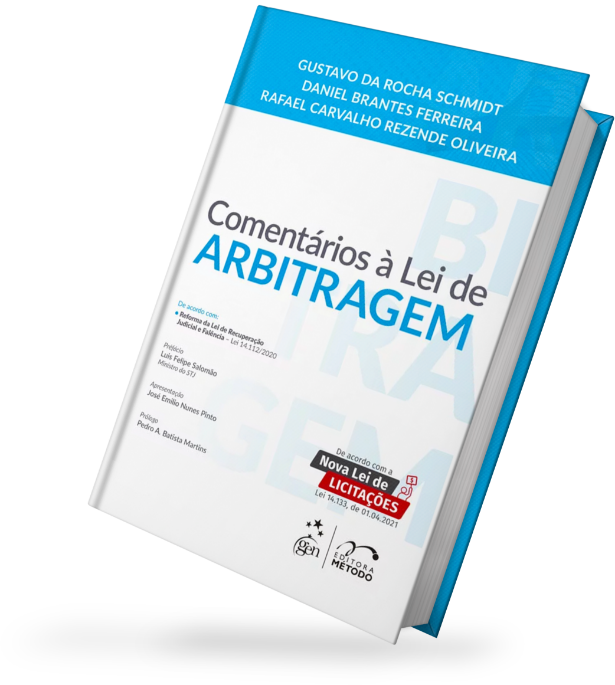 GUSTAVO DA ROCHA SCHMIDT
DANIEL BRANTES FERREIRA
RAFAEL CARVALHO REZENDE OLIVEIRA
BI
TRA
GEM
Comentários à Lei de
ARBITRAGEM
De acordo com:
• Reforma da Lei de Recuperação
Judicial e Falência – Lei 14.112/2020
Prefácio
Luis Felipe Salomão
Ministro do STJ
Apresentação
José Emilio Nunes Pinto
Prólogo
Pedro A. Batista Martins
De acordo com a
Nova Lei de
LICITAÇÕES
Lei 14.133, de 01.04.2021
gen
EDITORA
MÉTODO